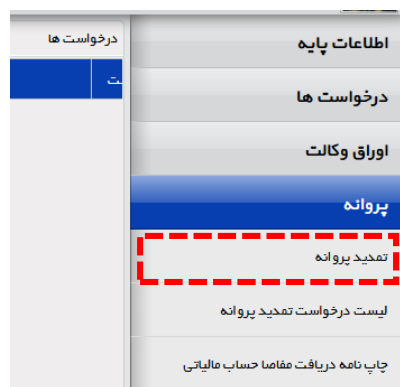 اطلاعات پایه
درخواست ها
اوراق وکالت
پروانه
تمدید پروانه
لیست درخواست تمدید پروانه
چاپ نامه دریافت مفاصا حساب مالیاتی
درخواست ها